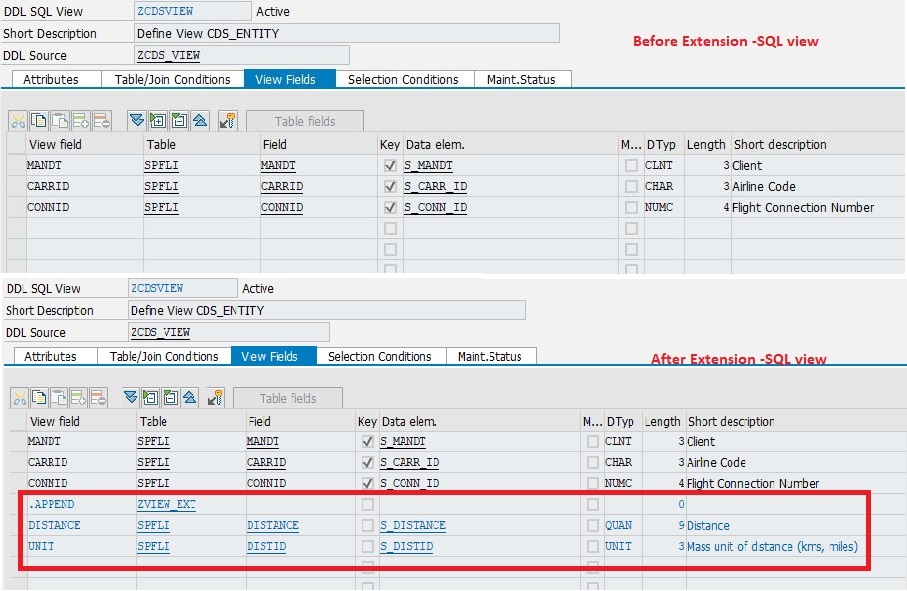 DDL SQL View ZCDSVIEW Active
Short Description Define View CDS_ENTITY
Before Extension -SQL view
DDL Source ZCDS_VIEW
Attributes Table/Join Conditions View Fields Selection Conditions Maint.Status
Table fields
View field Table Field Key Data elem. M... DTyp Length Short description
MANDT SPFLI MANDT S_MANDT CLNT 3 Client
CARRID SPFLI CARRID S_CARR_ID CHAR 3 Airline Code
CONNID SPFLI CONNID S_CONN_ID NUMC 4 Flight Connection Number
DDL SQL View ZCDSVIEW Active
Short Description Define View CDS_ENTITY
DDL Source ZCDS_VIEW
Attributes Table/Join Conditions View Fields Selection Conditions Maint.Status
After Extension -SQL view
Table fields
View field Table Field Key Data elem. M... DTyp Length Short description
MANDT SPFLI MANDT S_MANDT CLNT 3 Client
CARRID SPFLI CARRID S_CARR_ID CHAR 3 Airline Code
CONNID SPFLI CONNID S_CONN_ID NUMC 4 Flight Connection Number
.APPEND ZVIEW_EXT 0
DISTANCE SPFLI DISTANCE S_DISTANCE QUAN 9 Distance
UNIT SPFLI DISTID S_DISTID UNIT 3 Mass unit of distance (kms, miles)